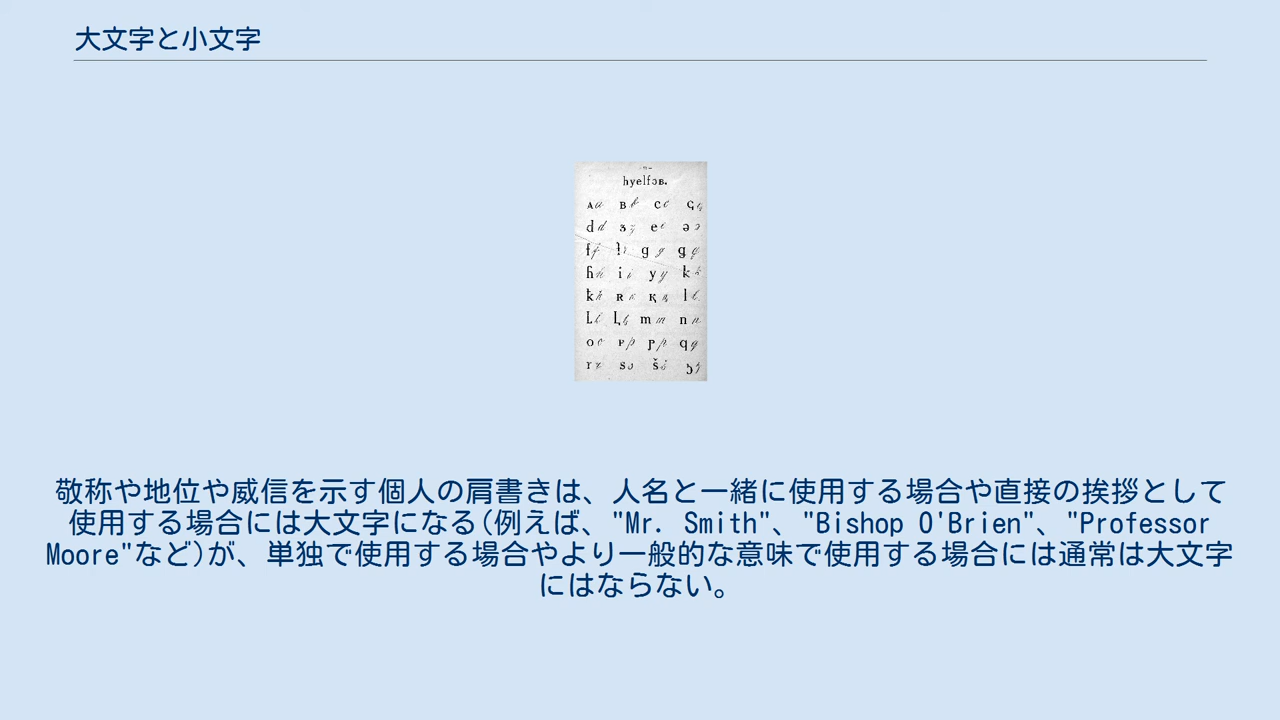 大文字と小文字
hyelfɔʙ.
敬称や地位や威信を示す個人の肩書きは、人名と一緒に使用する場合や直接の挨拶として
使用する場合には大文字になる(例えば、"Mr. Smith"、"Bishop O'Brien"、"Professor
Moore"など)が、単独で使用する場合やより一般的な意味で使用する場合には通常は大文字
にはならない。